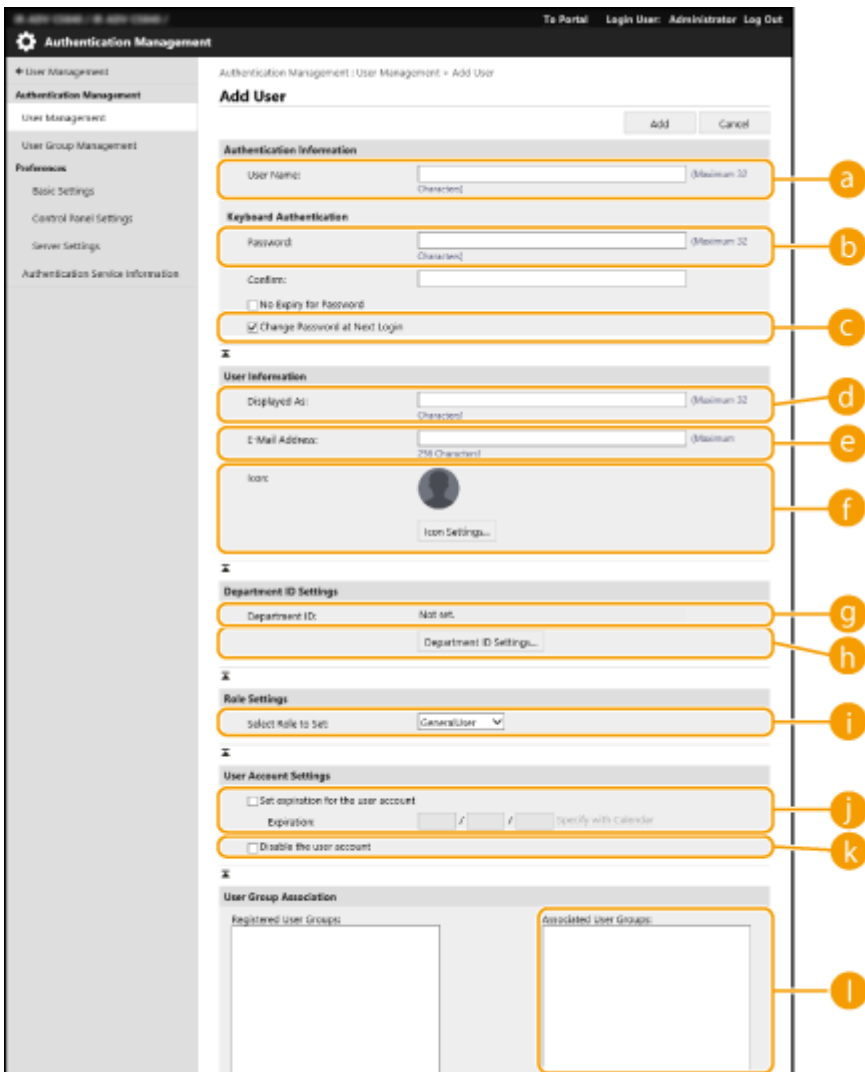 To Portal Login User: Administrator Log Out
Authentication Management
User Management
Authentication Management : User Management > Add User
Authentication Management
Add User
User Management
Add Cancel
User Group Management
Authentication Information
Preferences
User Name: (Maximum 32
Characters)
a
Basic Settings
Control Panel Settings
Keyboard Authentication
Server Settings
Password: (Maximum 32
Characters)
b
Authentication Service Information
Confirm:
No Expiry for Password
Change Password at Next Login
c
User Information
Displayed As: (Maximum 32
Characters)
d
E-Mail Address: (Maximum
256 Characters)
e
Icon:
f
Icon Settings...
Department ID Settings
Department ID: Not set.
g
Department ID Settings...
h
Role Settings
Select Role to Set: GeneralUser
i
User Account Settings
Set expiration for the user account
j
Expiration: / / Specify with Calendar
Disable the user account
k
User Group Association
Registered User Groups: Associated User Groups:
l